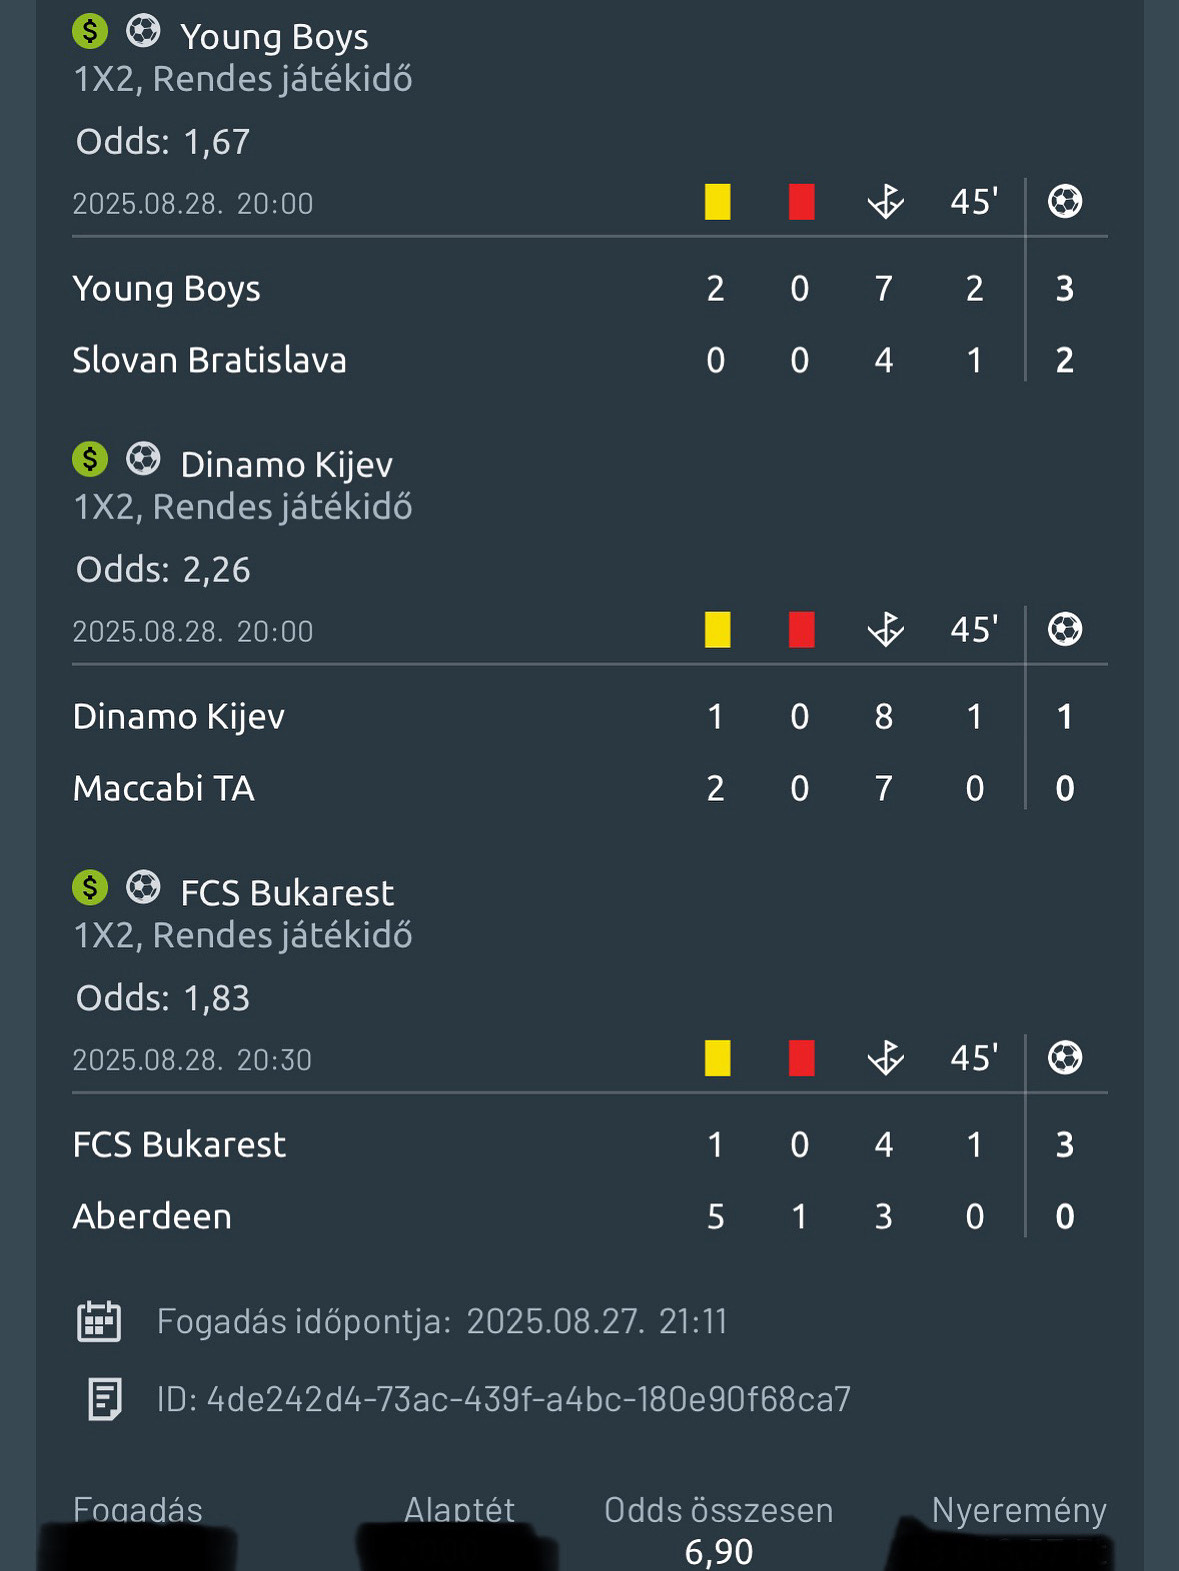 Young Boys
1X2, Rendes játékidő
Odds: 1,67
2025.08.28. 20:00 45'
Young Boys 2 0 7 2 3
Slovan Bratislava 0 0 4 1 2
$ Dinamo Kijev
1X2, Rendes játékidő
Odds: 2,26
2025.08.28. 20:00 45'
Dinamo Kijev 1 0 8 1 1
Maccabi TA 2 0 7 0 0
$ FCS Bukarest
1X2, Rendes játékidő
Odds: 1,83
2025.08.28. 20:30 45'
FCS Bukarest 1 0 4 1 3
Aberdeen 5 1 3 0 0
Fogadás időpontja: 2025.08.27. 21:11
ID: 4de242d4-73ac-439f-a4bc-180e90f68ca7
Fogadás Alaptét Odds összesen Nyeremény
6,90